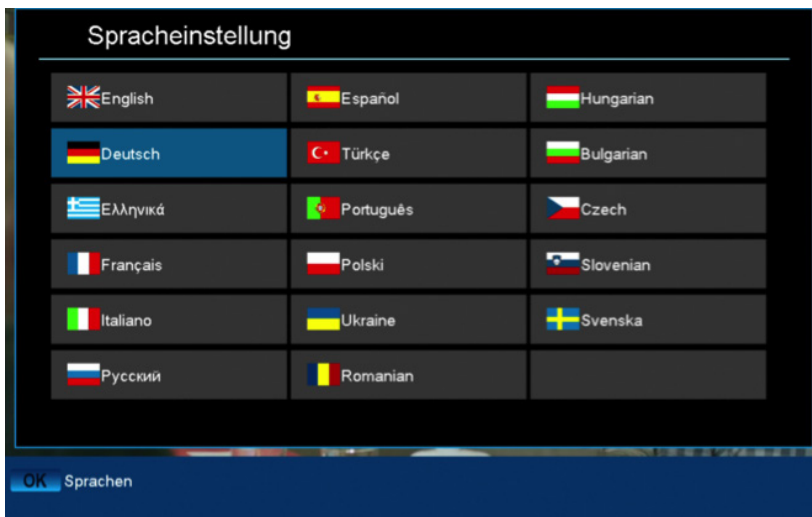 Spracheinstellung
English
Español
Hungarian
Deutsch
Türkçe
Bulgarian
Ελληνικά
Português
Czech
Français
Polski
Slovenian
Italiano
Ukraine
Svenska
Русский
Romanian
OK Sprachen